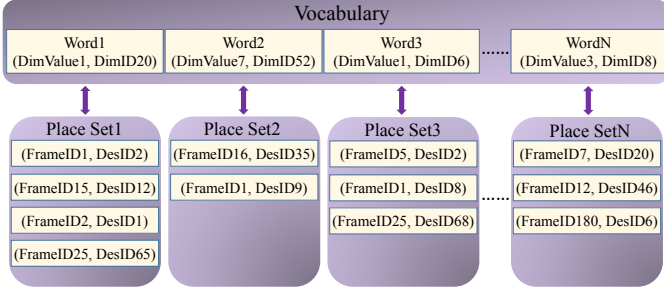 Vocabulary
Word1
(DimValue1, DimID20)
Word2
(DimValue7, DimID52)
Word3
(DimValue1, DimID6)
......
WordN
(DimValue3, DimID8)
Place Set1
(FrameID1, DesID2)
(FrameID15, DesID12)
(FrameID2, DesID1)
(FrameID25, DesID65)
Place Set2
(FrameID16, DesID35)
(FrameID1, DesID9)
Place Set3
(FrameID5, DesID2)
(FrameID1, DesID8)
(FrameID25, DesID68)
......
Place SetN
(FrameID7, DesID20)
(FrameID12, DesID46)
(FrameID180, DesID6)